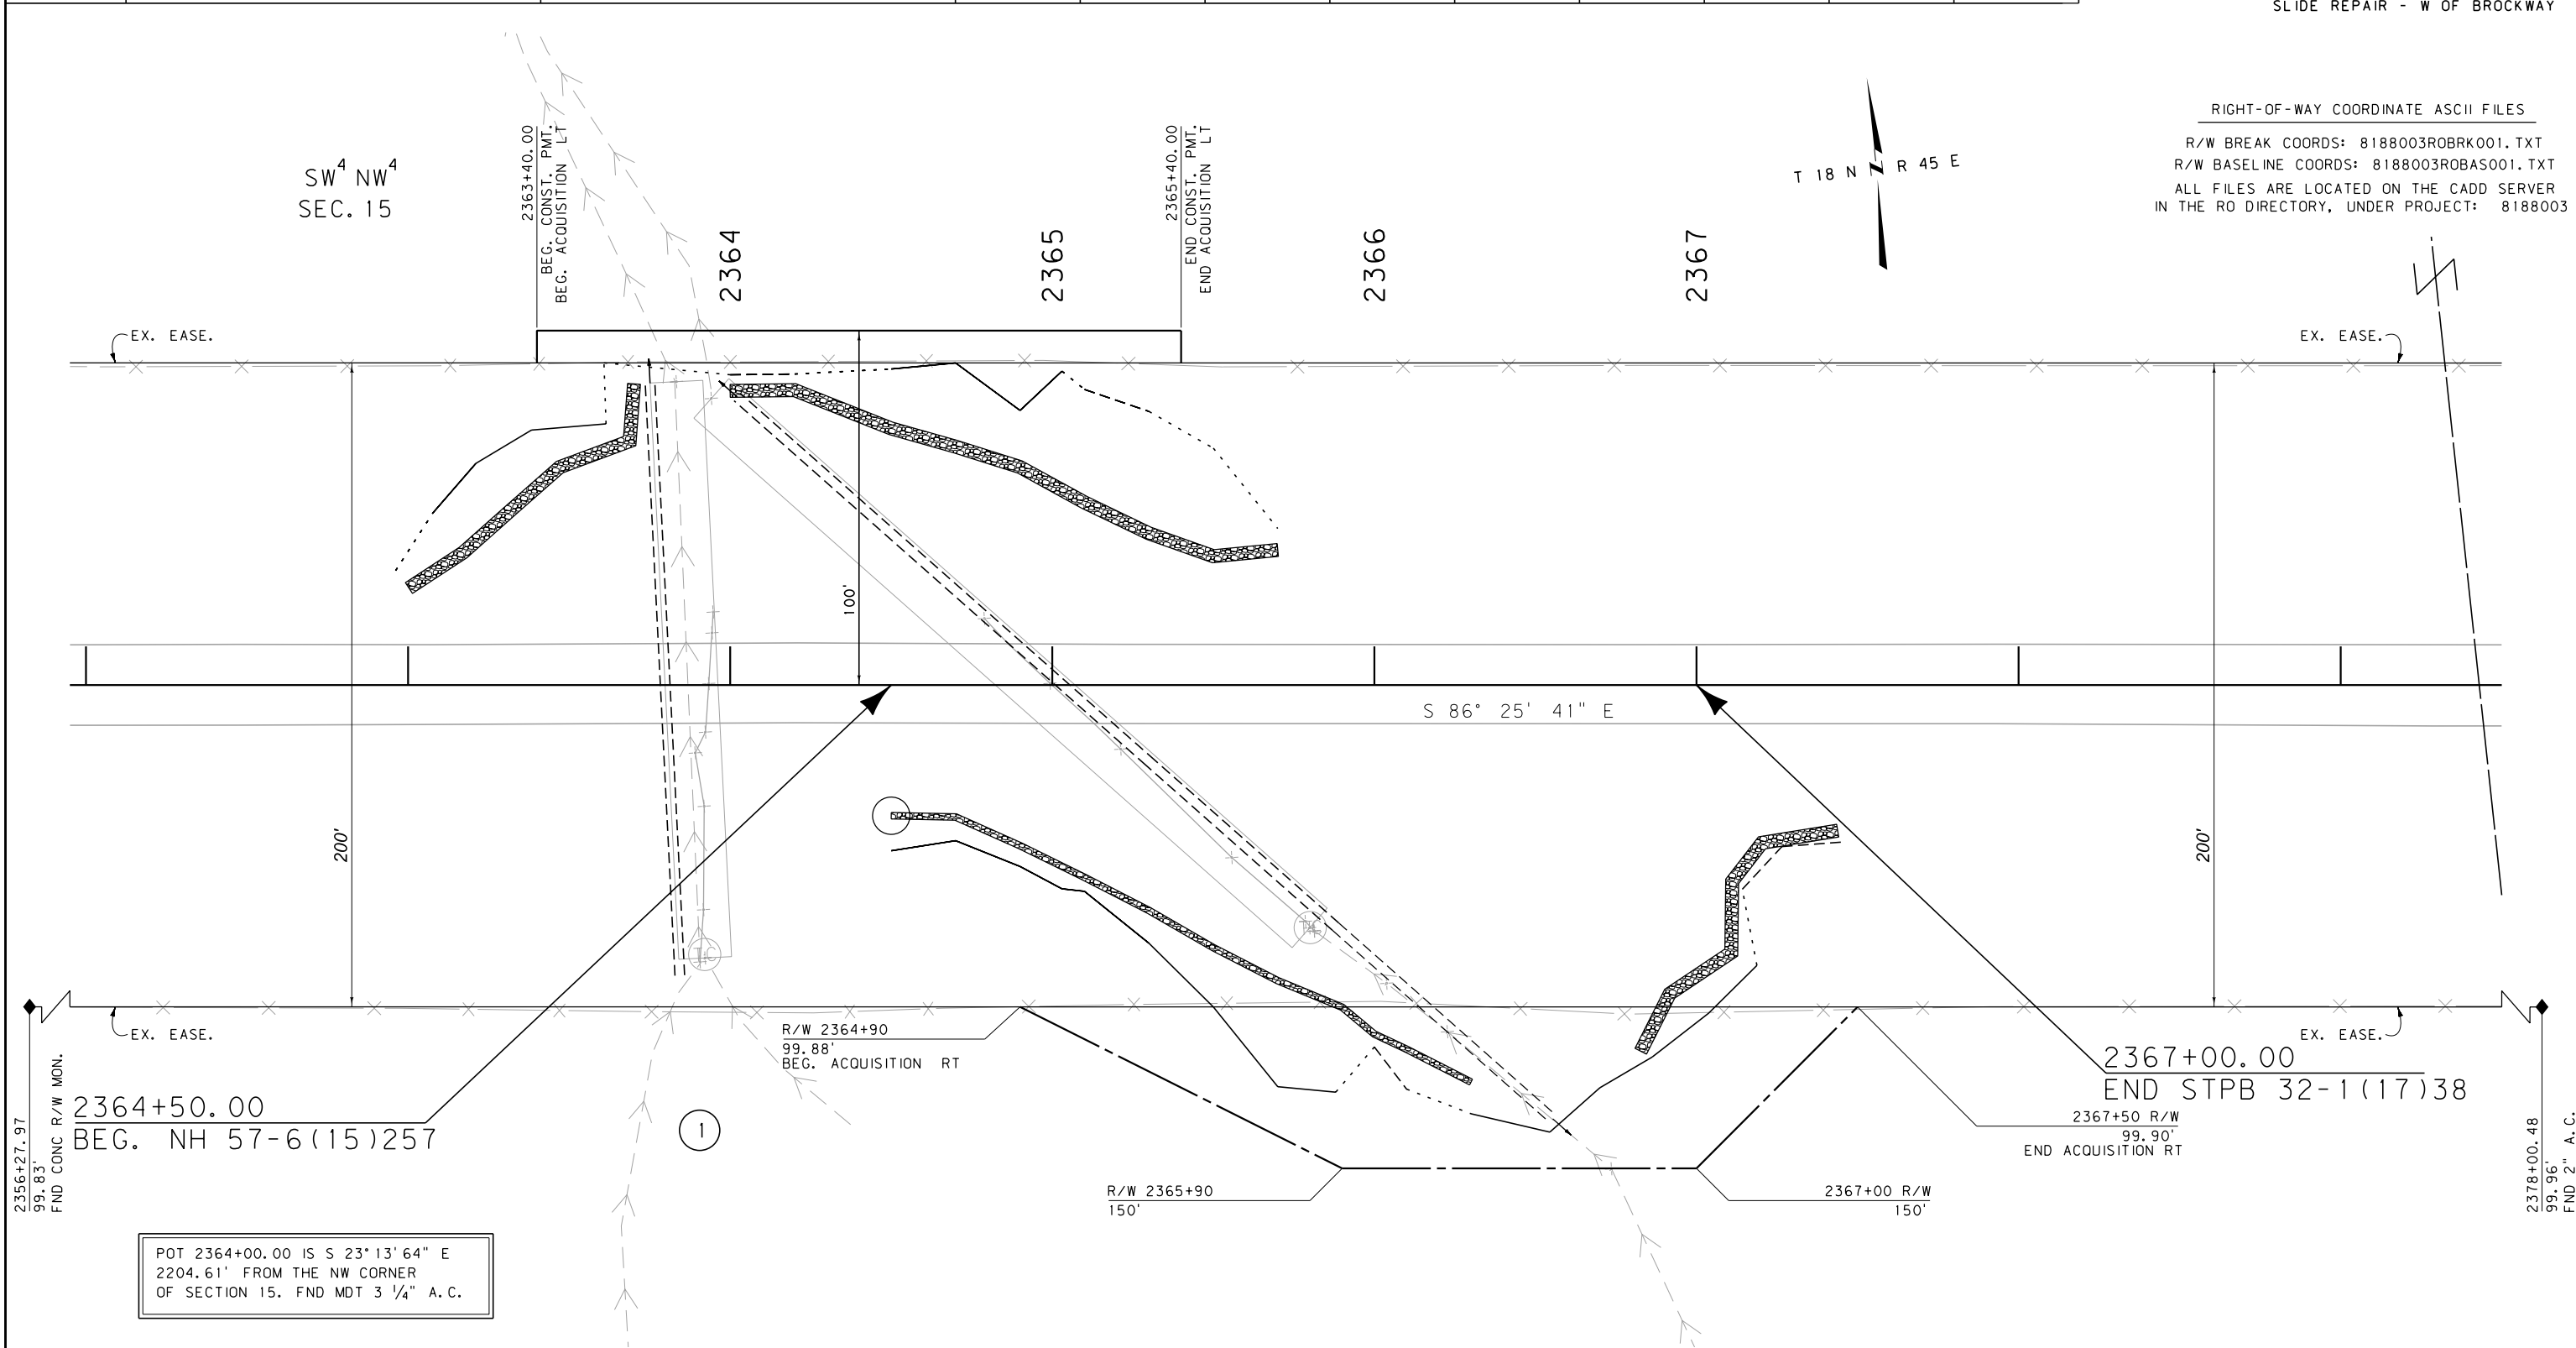 SLIDE REPAIR - W OF BROCKWAY
RIGHT-OF-WAY COORDINATE ASCII FILES
R/W BREAK COORDS: 8188003ROBRK001.TXT
R/W BASELINE COORDS: 8188003ROBAS001.TXT
ALL FILES ARE LOCATED ON THE CADD SERVER
IN THE RO DIRECTORY, UNDER PROJECT: 8188003
T 18 N N R 45 E
SW4 NW4
SEC. 15
2363+40.00
BEG. CONST. PMT.
BEG. ACQUISITION LT
2365+40.00
END CONST. PMT.
END ACQUISITION LT
2364
2365
2366
2367
EX. EASE.
EX. EASE.
100'
S 86° 25' 41" E
200'
200'
TC
EX. EASE.
EX. EASE.
R/W 2364+90
99.88'
BEG. ACQUISITION RT
2364+50.00
BEG. NH 57-6(15)257
2367+00.00
END STPB 32-1(17)38
2367+50 R/W
99.90'
END ACQUISITION RT
1
2356+27.97
99.83'
FND CONC R/W MON.
2378+00.48
99.96'
FND 2" A.C.
R/W 2365+90
150'
2367+00 R/W
150'
POT 2364+00.00 IS S 23°13'64" E
2204.61' FROM THE NW CORNER
OF SECTION 15. FND MDT 3 1/4" A.C.